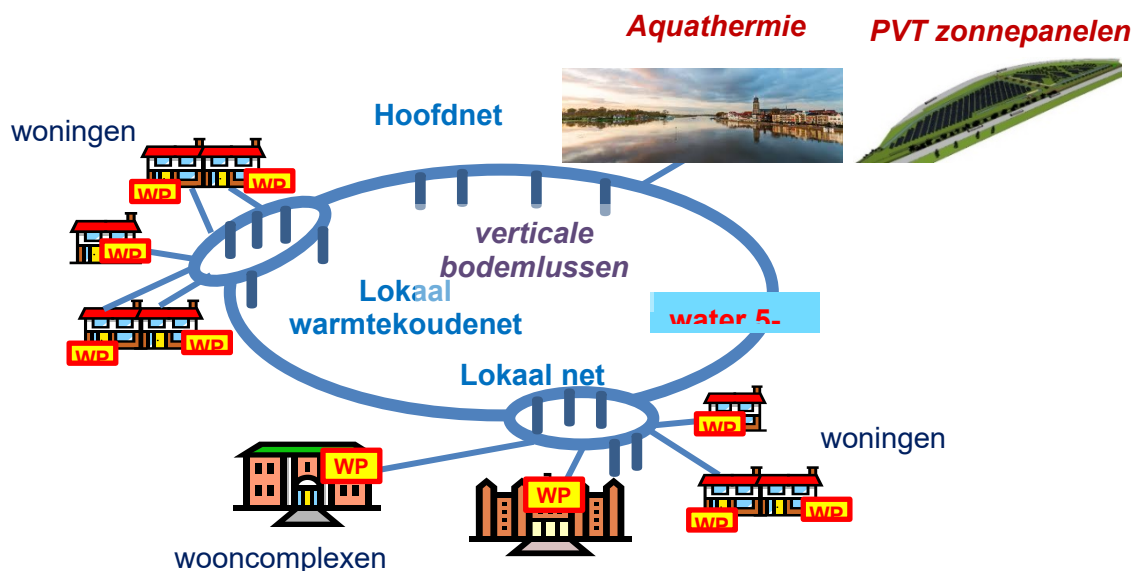 Aquathermie
PVT zonnepanelen
Hoofdnet
woningen
WP
WP
WP
WP
WP
verticale
bodemlussen
Lokaal
warmtekoudenet
water 5-
Lokaal net
WP
woningen
WP
WP
WP
WP
wooncomplexen